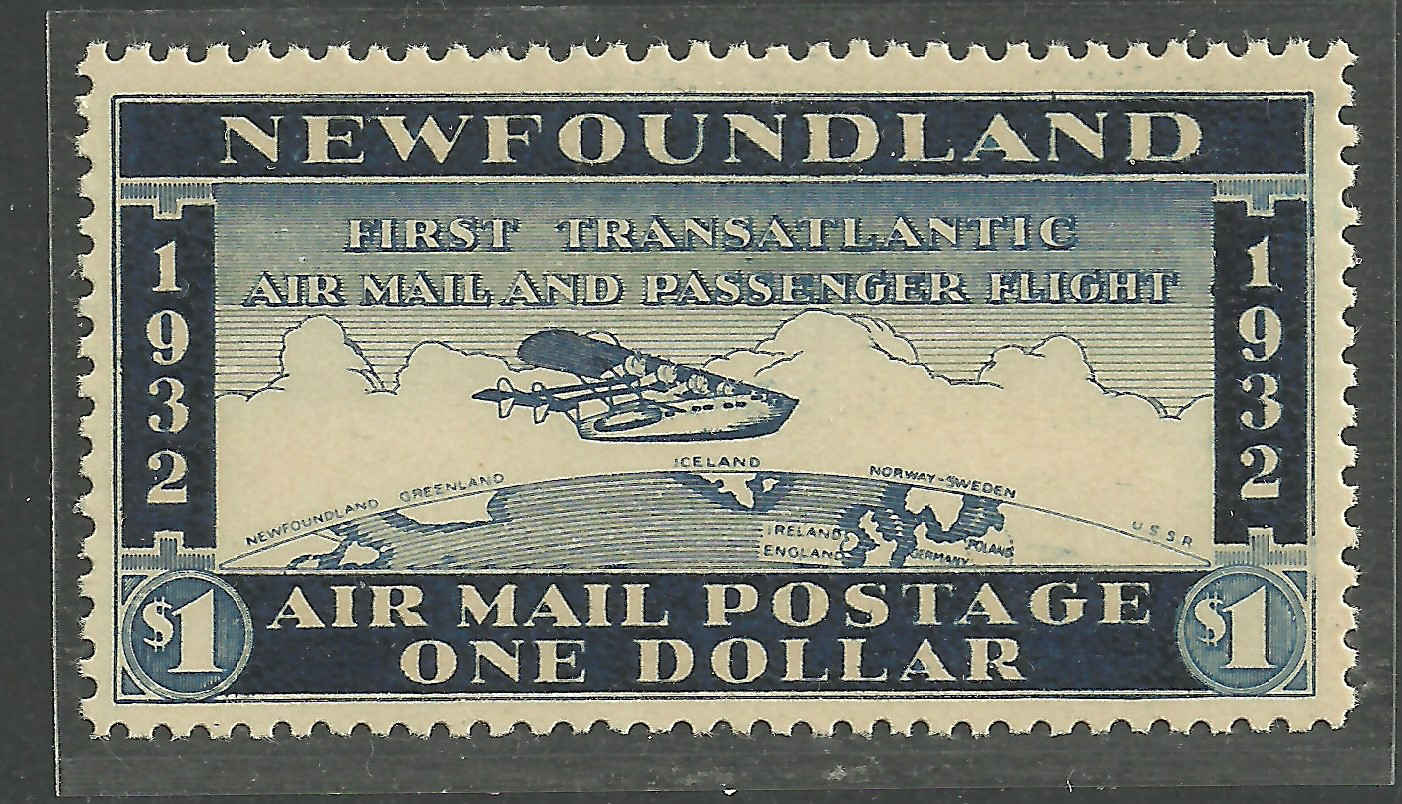 NEWFOUNDLAND
1932
1932
FIRST TRANSATLANTIC
AIR MAIL AND PASSENGER FLIGHT
NEWFOUNDLAND
GREENLAND
ICELAND
NORWAY-SWEDEN
USSR
IRELAND
ENGLAND
GERMANY
POLAND
$1
AIR MAIL POSTAGE
ONE DOLLAR
$1